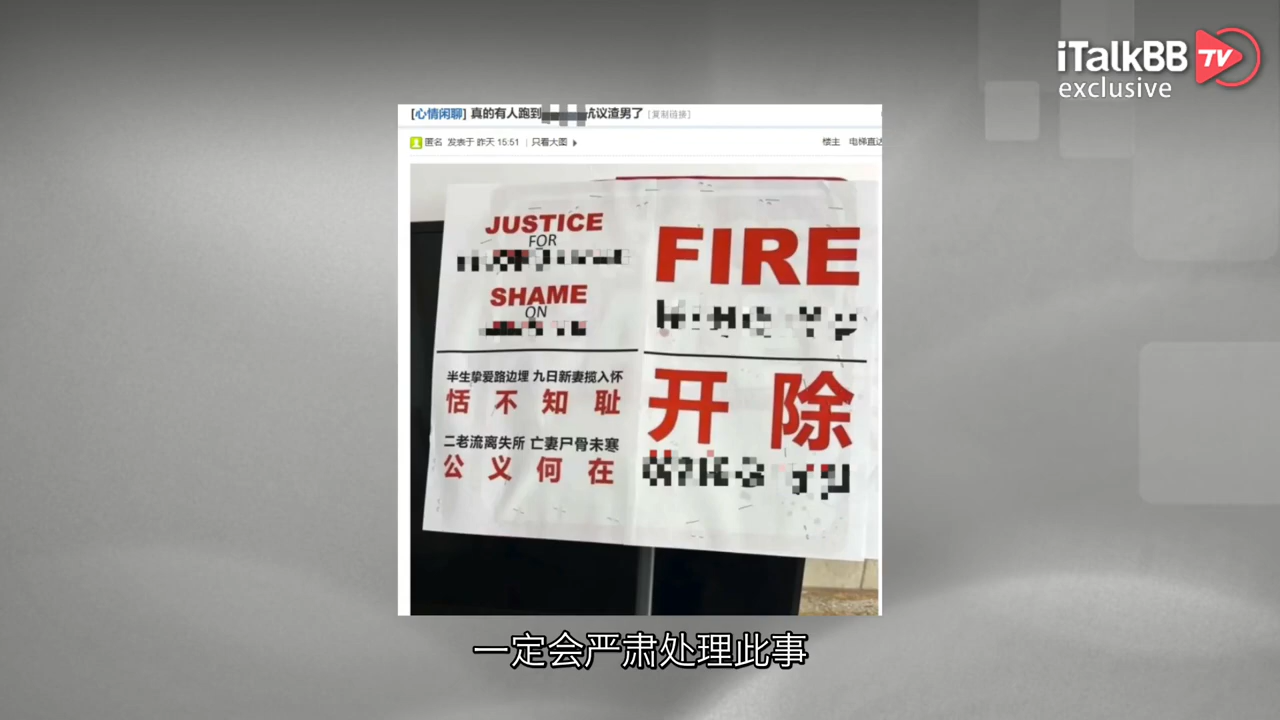 iTalkBB TV
exclusive
[心情闲聊] 真的有人跑到 抗议渣男了 [复制链接]
匿名 发表于 昨天 15:51 | 只看大图
楼主 电梯直达
JUSTICE
FOR
SHAME
ON
半生挚爱路边埋 九日新妻揽入怀
恬不知耻
二老流离失所 亡妻尸骨未寒
公义何在
FIRE
开除
一定会严肃处理此事